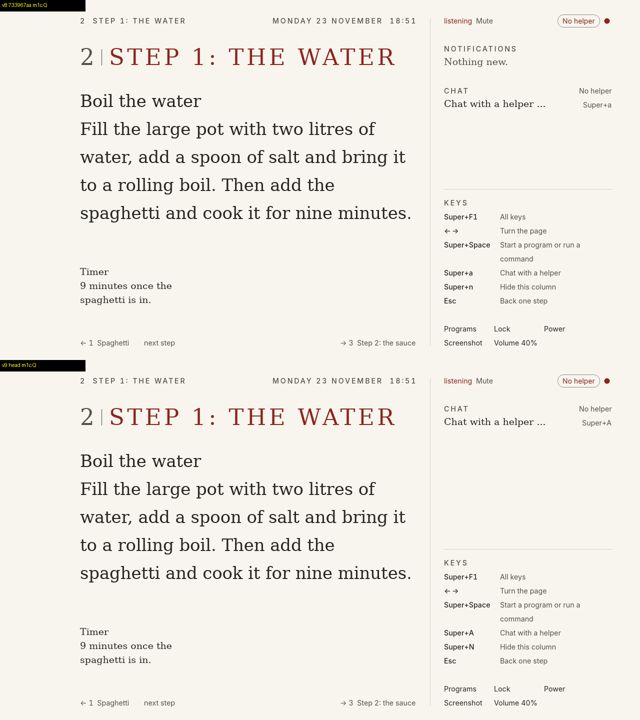 v8 733967aa m1cQ
2 STEP 1: THE WATER
MONDAY 23 NOVEMBER 18:51
2 STEP 1: THE WATER
Boil the water
Fill the large pot with two litres of
water, add a spoon of salt and bring it
to a rolling boil. Then add the
spaghetti and cook it for nine minutes.
Timer
9 minutes once the
spaghetti is in.
← 1 Spaghetti next step
→ 3 Step 2: the sauce
listening Mute No helper
NOTIFICATIONS
Nothing new.
CHAT No helper
Chat with a helper ... Super+a
KEYS
Super+F1 All keys
← → Turn the page
Super+Space Start a program or run a
command
Super+a Chat with a helper
Super+n Hide this column
Esc Back one step
Programs Lock Power
Screenshot Volume 40%
v9 head m1cQ
2 STEP 1: THE WATER
MONDAY 23 NOVEMBER 18:51
2 STEP 1: THE WATER
Boil the water
Fill the large pot with two litres of
water, add a spoon of salt and bring it
to a rolling boil. Then add the
spaghetti and cook it for nine minutes.
Timer
9 minutes once the
spaghetti is in.
← 1 Spaghetti next step
→ 3 Step 2: the sauce
listening Mute No helper
CHAT No helper
Chat with a helper ... Super+A
KEYS
Super+F1 All keys
← → Turn the page
Super+Space Start a program or run a
command
Super+A Chat with a helper
Super+N Hide this column
Esc Back one step
Programs Lock Power
Screenshot Volume 40%